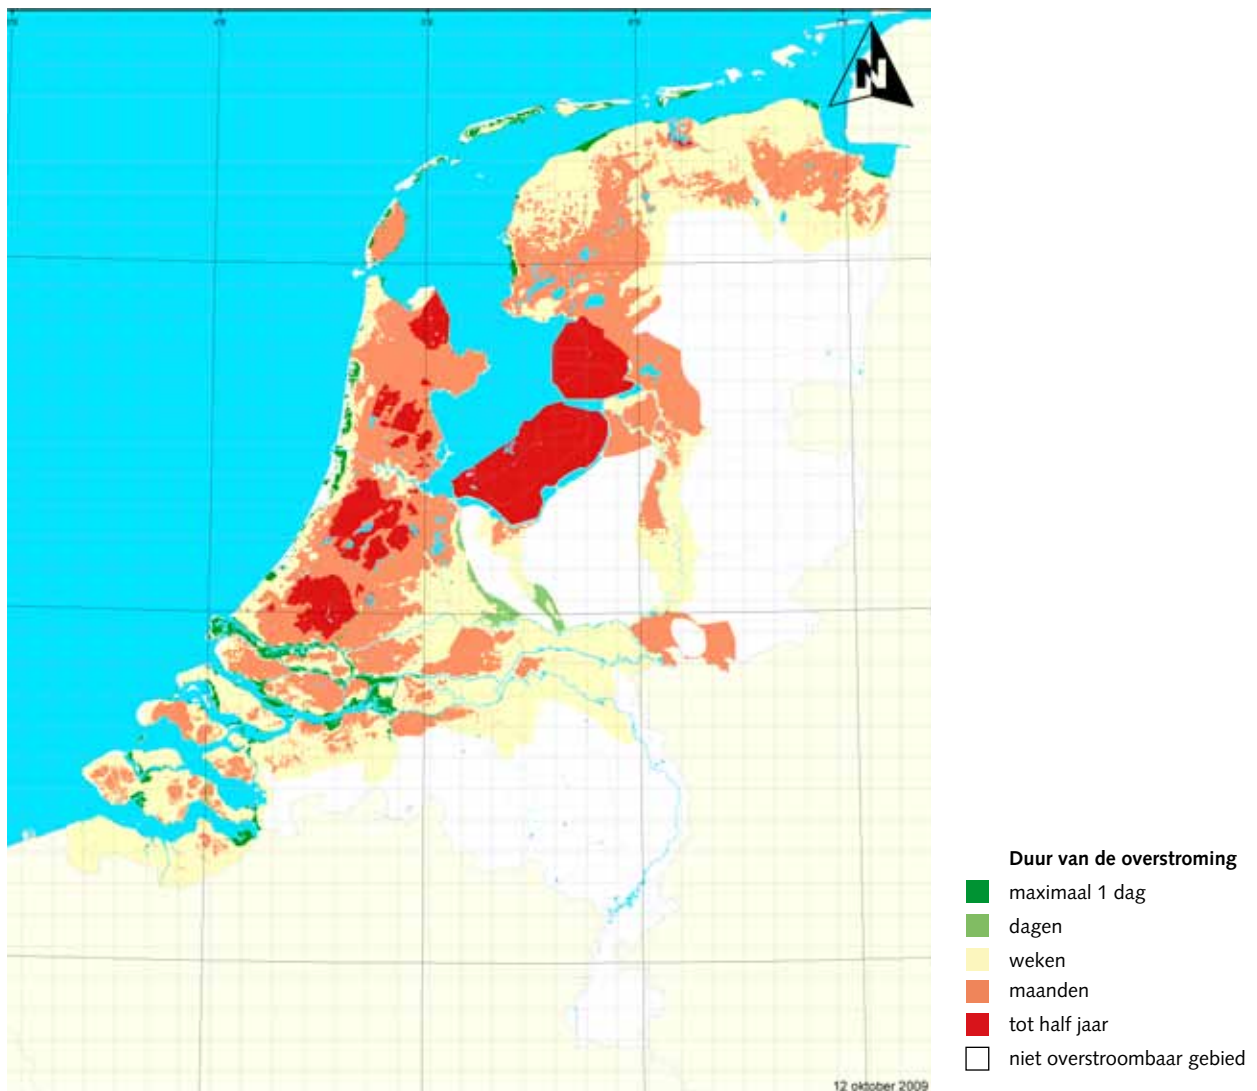 N
Duur van de overstroming
maximaal 1 dag
dagen
weken
maanden
tot half jaar
niet overstroombaar gebied
12 oktober 2009